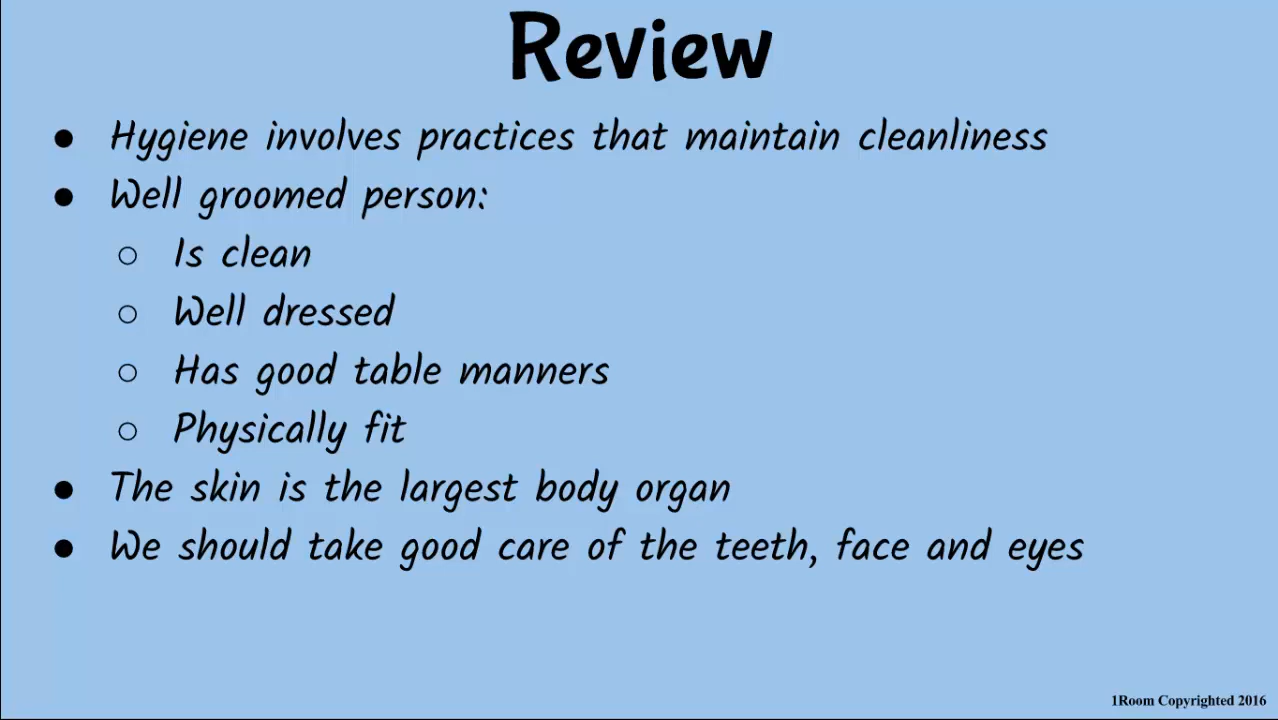 Review
● Hygiene involves practices that maintain cleanliness
● Well groomed person:
○ Is clean
○ Well dressed
○ Has good table manners
○ Physically fit
● The skin is the largest body organ
● We should take good care of the teeth, face and eyes
1Room Copyrighted 2016